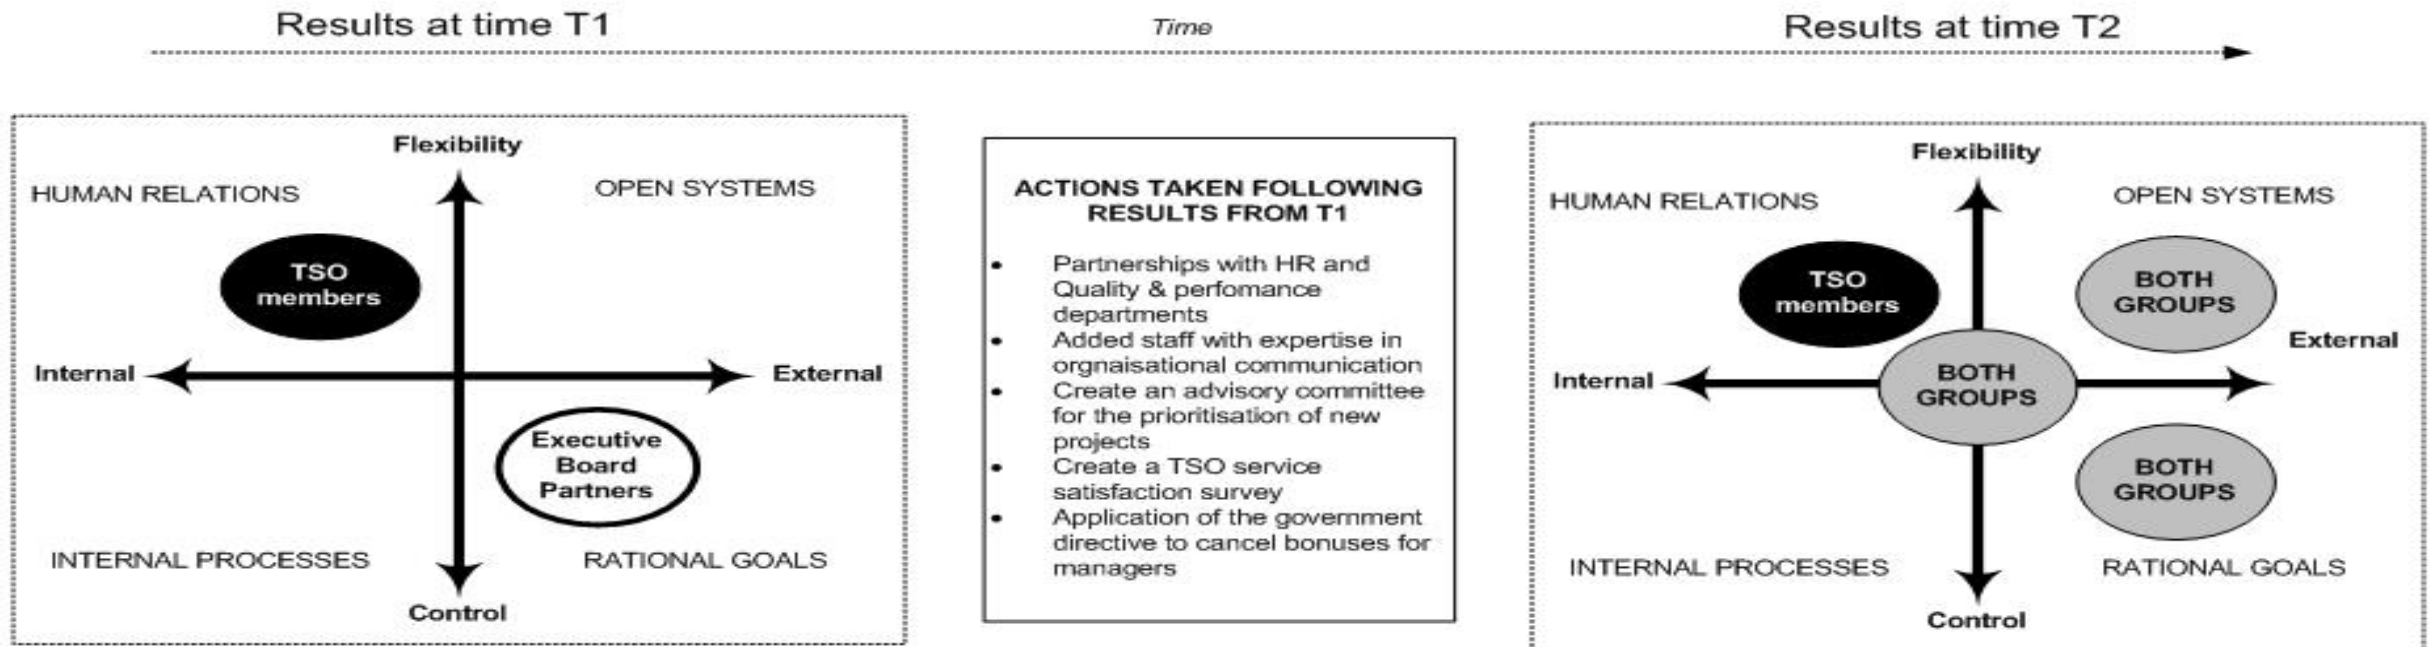 Results at time T1
Time
Results at time T2
Flexibility
HUMAN RELATIONS
OPEN SYSTEMS
TSO
members
Internal
External
Executive
Board
Partners
INTERNAL PROCESSES
RATIONAL GOALS
Control
ACTIONS TAKEN FOLLOWING
RESULTS FROM T1
• Partnerships with HR and
Quality & perfomance
departments
• Added staff with expertise in
orgnaisational communication
• Create an advisory committee
for the prioritisation of new
projects
• Create a TSO service
satisfaction survey
• Application of the government
directive to cancel bonuses for
managers
Flexibility
HUMAN RELATIONS
OPEN SYSTEMS
TSO
members
BOTH
GROUPS
External
Internal
BOTH
GROUPS
BOTH
GROUPS
INTERNAL PROCESSES
RATIONAL GOALS
Control